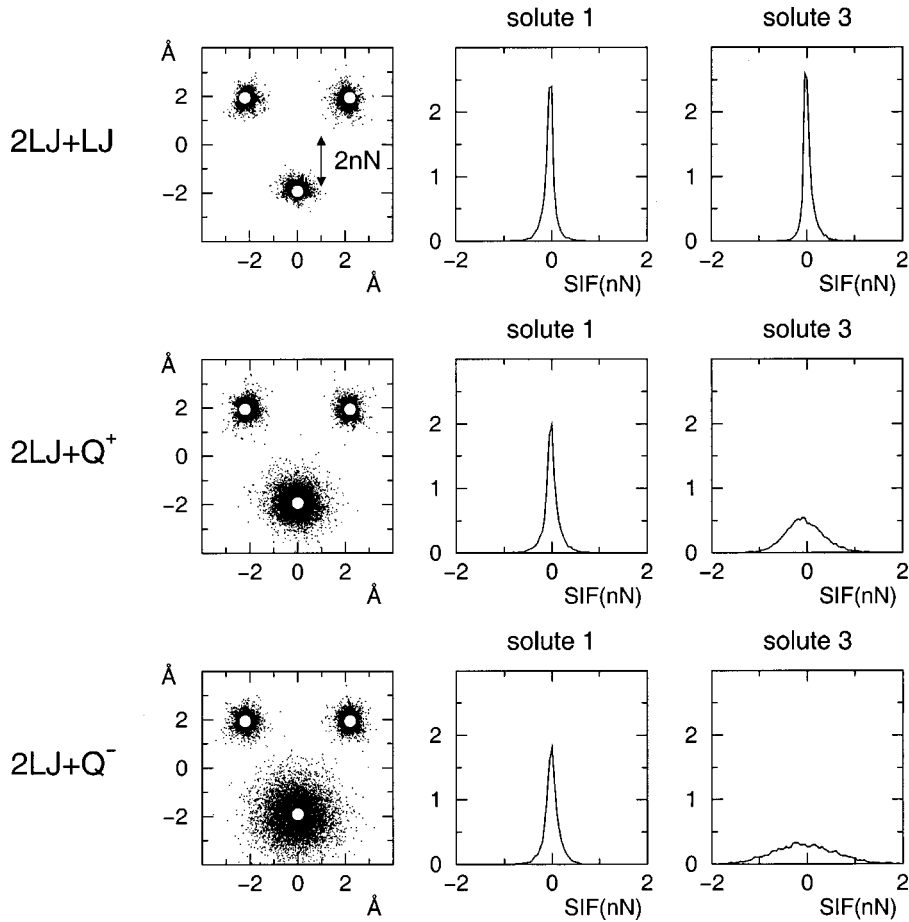 solute 1
solute 3
2LJ+LJ
Å
2
0
−2
2nN
−2 0 2
Å
2
1
0
−2 0 2
SIF(nN)
2
1
0
−2 0 2
SIF(nN)
solute 1
solute 3
2LJ+Q+
Å
2
0
−2
−2 0 2
Å
2
1
0
−2 0 2
SIF(nN)
2
1
0
−2 0 2
SIF(nN)
solute 1
solute 3
2LJ+Q−
Å
2
0
−2
−2 0 2
Å
2
1
0
−2 0 2
SIF(nN)
2
1
0
−2 0 2
SIF(nN)